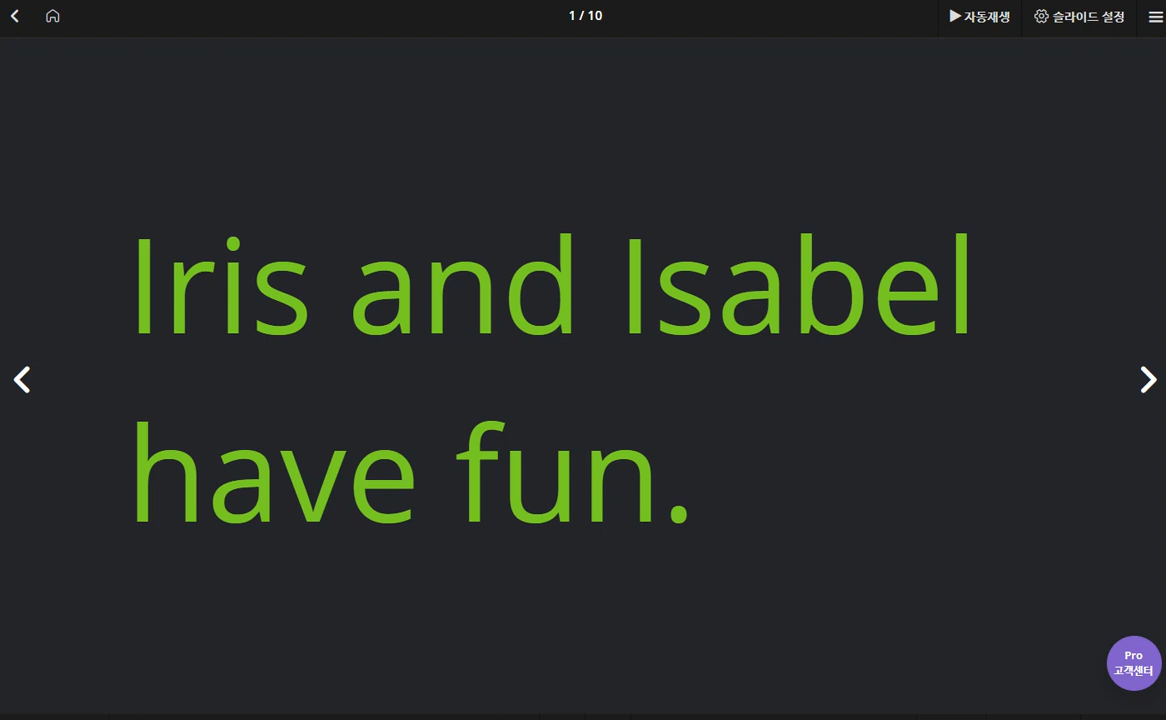 1 / 10
자동재생
슬라이드 설정
Iris and Isabel
have fun.
Pro
고객센터